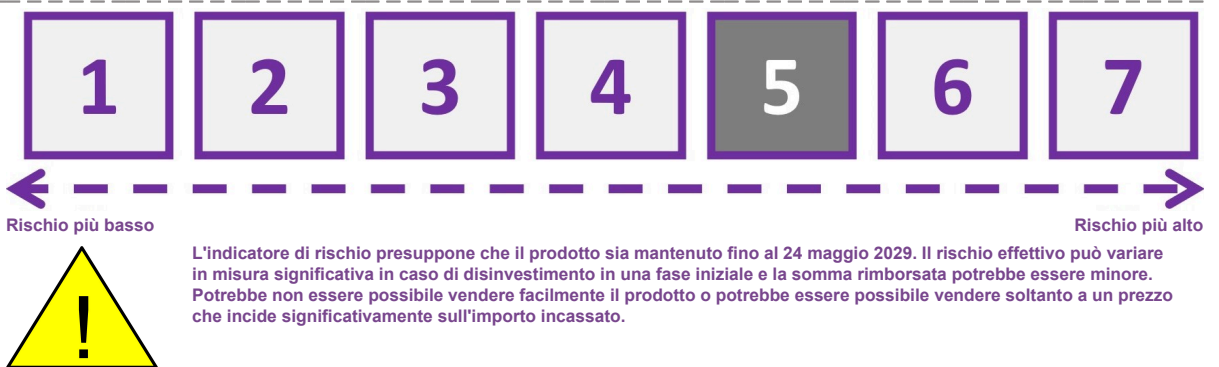 1 2 3 4 5 6 7
Rischio più basso Rischio più alto
L'indicatore di rischio presuppone che il prodotto sia mantenuto fino al 24 maggio 2029. Il rischio effettivo può variare
in misura significativa in caso di disinvestimento in una fase iniziale e la somma rimborsata potrebbe essere minore.
Potrebbe non essere possibile vendere facilmente il prodotto o potrebbe essere possibile vendere soltanto a un prezzo
che incide significativamente sull'importo incassato.
!